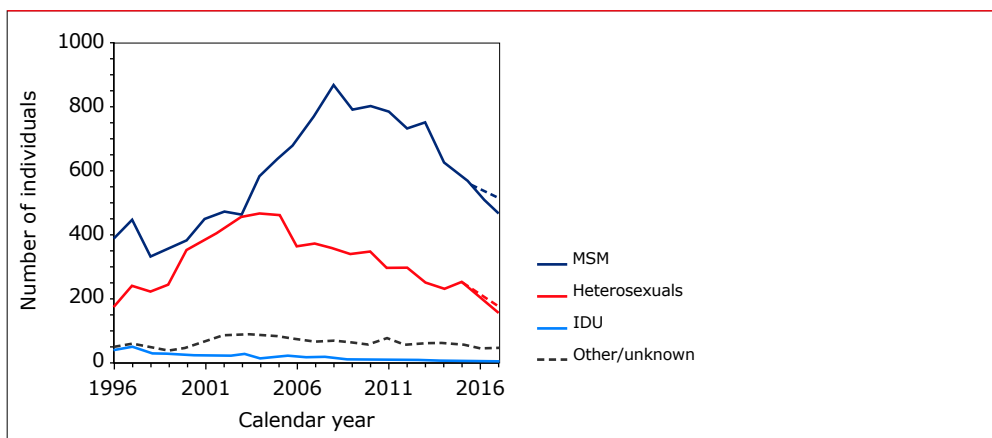 1000
800
600
400
200
0
Number of individuals
1996 2001 2006 2011 2016
Calendar year
MSM
Heterosexuals
IDU
Other/unknown